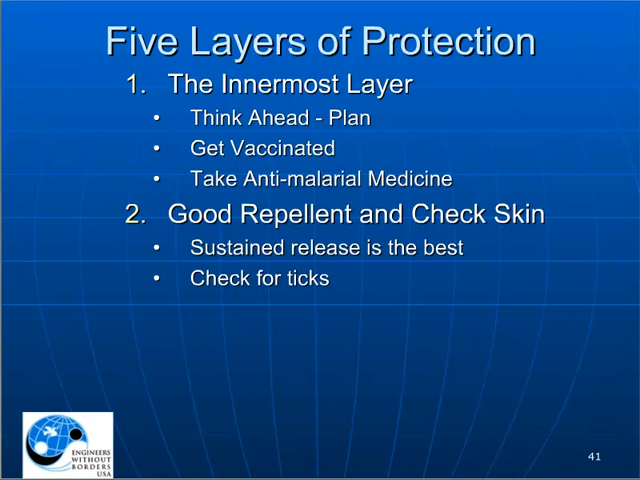 Five Layers of Protection
1. The Innermost Layer
• Think Ahead - Plan
• Get Vaccinated
• Take Anti-malarial Medicine
2. Good Repellent and Check Skin
• Sustained release is the best
• Check for ticks
ENGINEERS
WITHOUT
BORDERS
USA
41